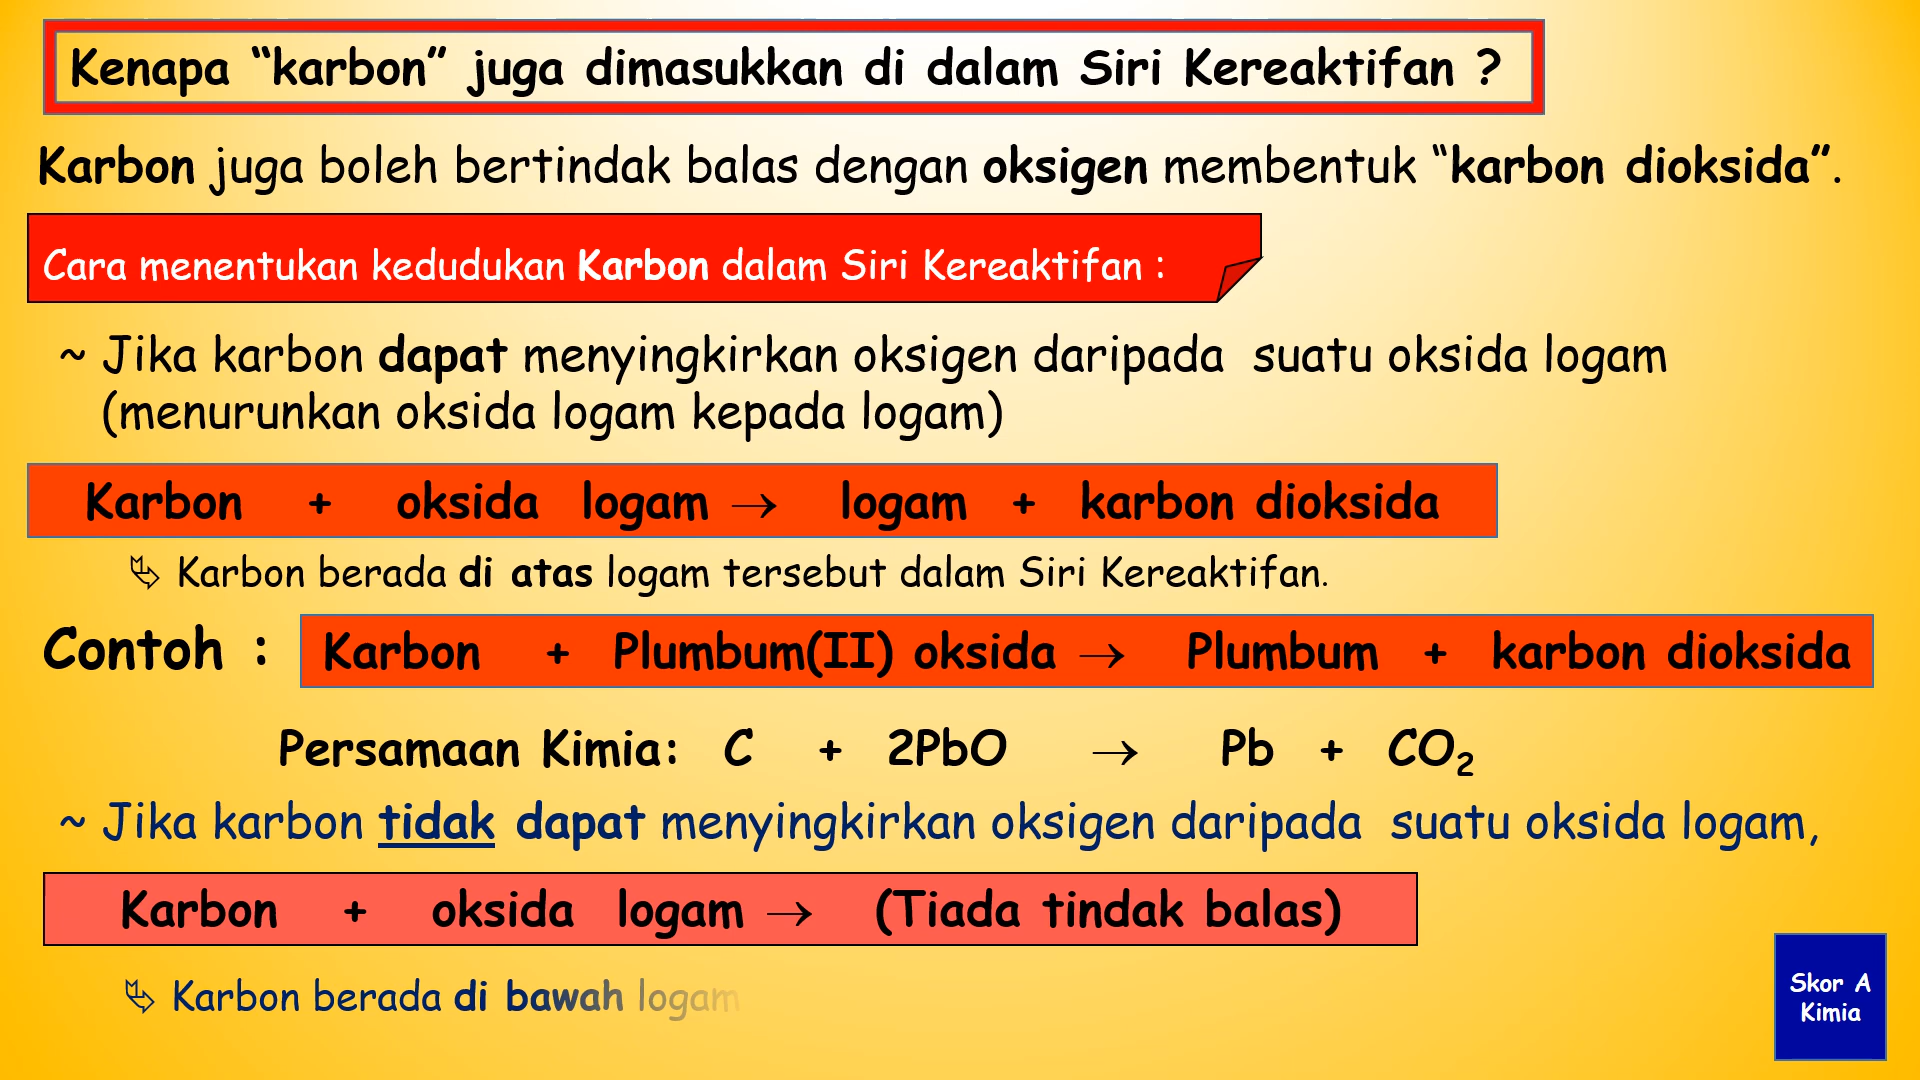 Kenapa “karbon” juga dimasukkan di dalam Siri Kereaktifan ?
Karbon juga boleh bertindak balas dengan oksigen membentuk “karbon dioksida”.
Cara menentukan kedudukan Karbon dalam Siri Kereaktifan :
~ Jika karbon dapat menyingkirkan oksigen daripada suatu oksida logam
(menurunkan oksida logam kepada logam)
Karbon + oksida logam → logam + karbon dioksida
Karbon berada di atas logam tersebut dalam Siri Kereaktifan.
Contoh : Karbon + Plumbum(II) oksida → Plumbum + karbon dioksida
Persamaan Kimia: C + 2PbO → Pb + CO₂
~ Jika karbon tidak dapat menyingkirkan oksigen daripada suatu oksida logam,
Karbon + oksida logam → (Tiada tindak balas)
Karbon berada di bawah logam
Skor A
Kimia